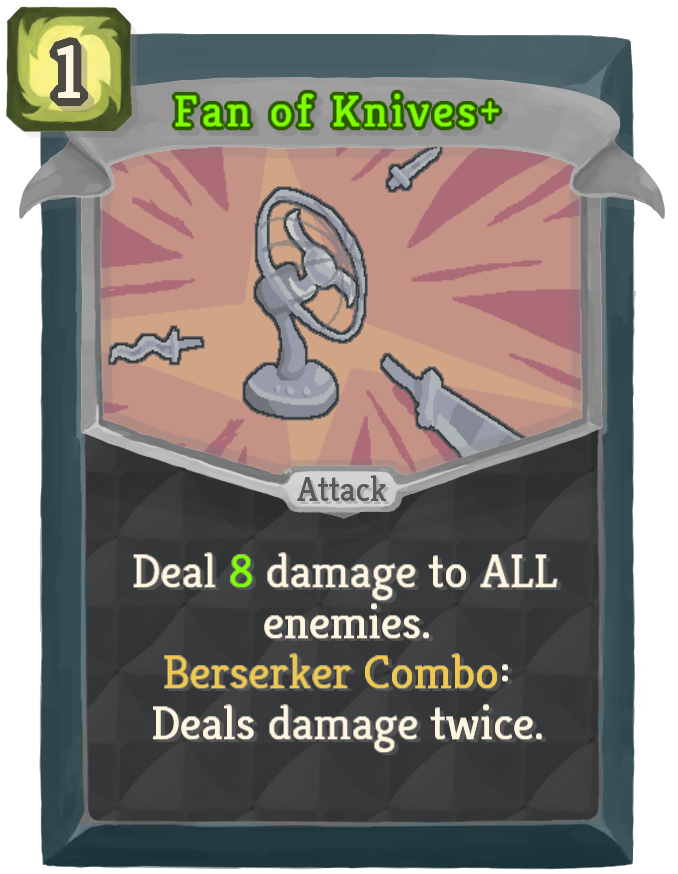 1
Fan of Knives+
Attack
Deal 8 damage to ALL
enemies.
Berserker Combo:
Deals damage twice.